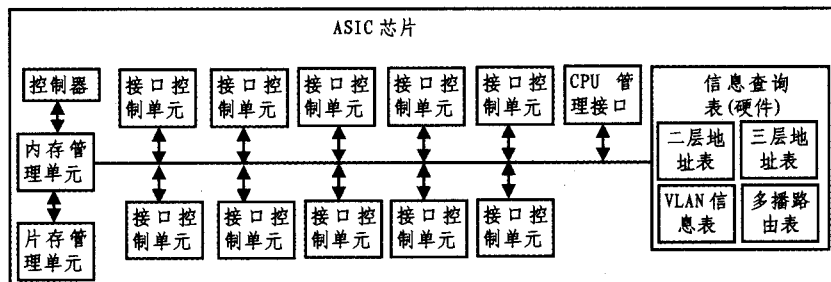 ASIC 芯片
控制器
接口控
制单元
接口控
制单元
接口控
制单元
接口控
制单元
接口控
制单元
CPU 管
理接口
信息查询
表(硬件)
二层地
址表
三层地
址表
内存管
理单元
VLAN 信
息表
多播路
由表
片存管
理单元
接口控
制单元
接口控
制单元
接口控
制单元
接口控
制单元
接口控
制单元